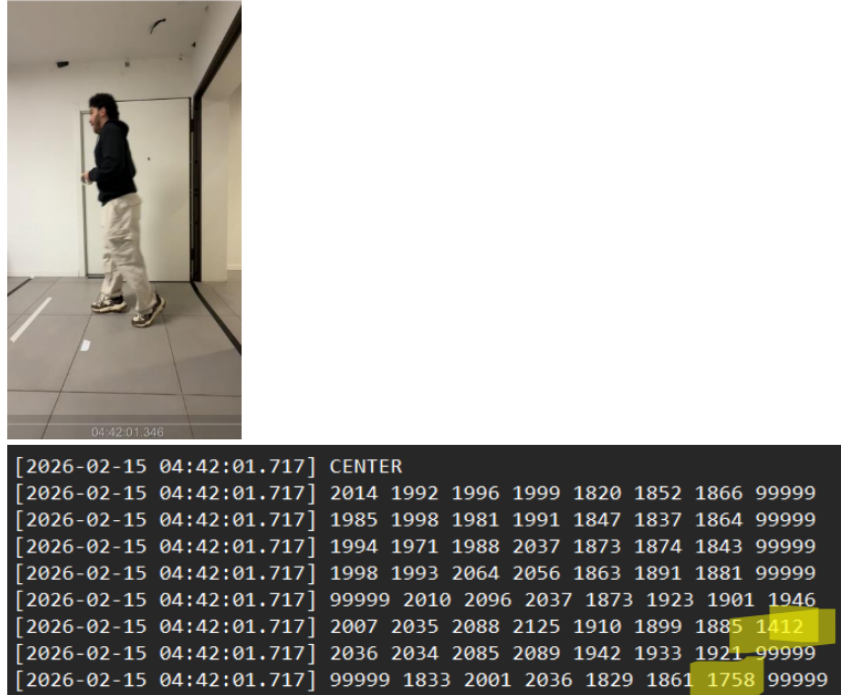 04:42:01.346
[2026-02-15 04:42:01.717] CENTER
[2026-02-15 04:42:01.717] 2014 1992 1996 1999 1820 1852 1866 99999
[2026-02-15 04:42:01.717] 1985 1998 1981 1991 1847 1837 1864 99999
[2026-02-15 04:42:01.717] 1994 1971 1988 2037 1873 1874 1843 99999
[2026-02-15 04:42:01.717] 1998 1993 2064 2056 1863 1891 1881 99999
[2026-02-15 04:42:01.717] 99999 2010 2096 2037 1873 1923 1901 1946
[2026-02-15 04:42:01.717] 2007 2035 2088 2125 1910 1899 1885 1412
[2026-02-15 04:42:01.717] 2036 2034 2085 2089 1942 1933 1921 99999
[2026-02-15 04:42:01.717] 99999 1833 2001 2036 1829 1861 1758 99999